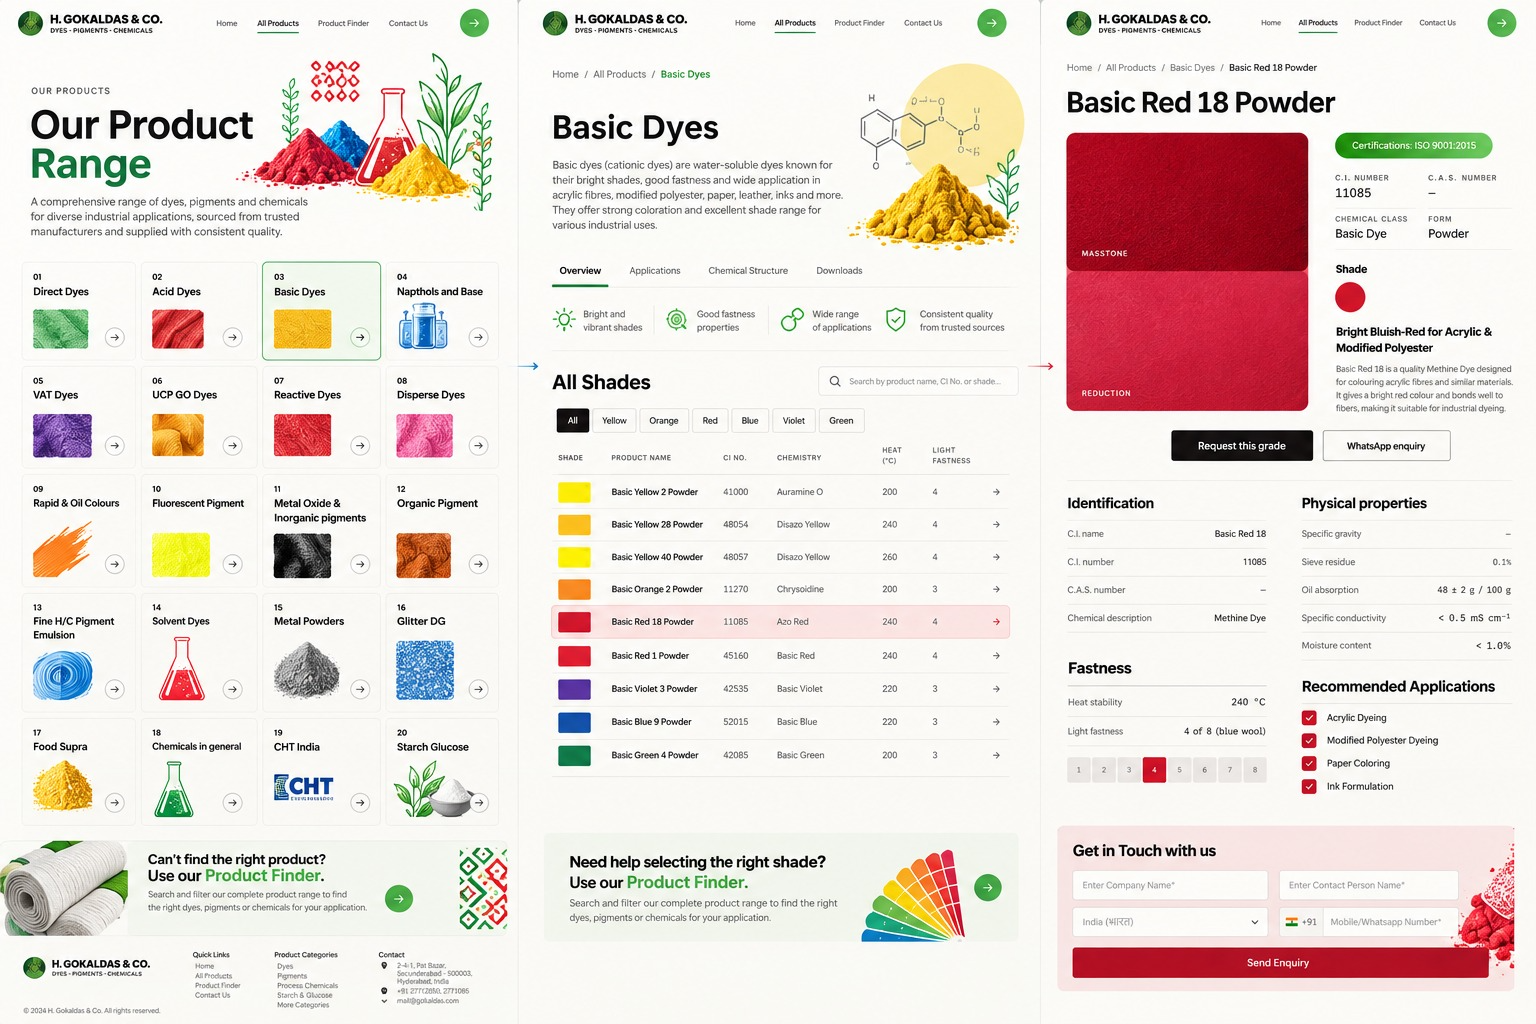 H. GOKALDAS & CO.
DYES - PIGMENTS - CHEMICALS
Home
All Products
Product Finder
Contact Us
OUR PRODUCTS
Our Product
Range
A comprehensive range of dyes, pigments and chemicals
for diverse industrial applications, sourced from trusted
manufacturers and supplied with consistent quality.
01
Direct Dyes
02
Acid Dyes
03
Basic Dyes
04
Napthols and Base
05
VAT Dyes
06
UCP GO Dyes
07
Reactive Dyes
08
Disperse Dyes
09
Rapid & Oil Colours
10
Fluorescent Pigment
11
Metal Oxide &
Inorganic pigments
12
Organic Pigment
13
Fine H/C Pigment
Emulsion
14
Solvent Dyes
15
Metal Powders
16
Glitter DG
17
Food Supra
18
Chemicals in general
19
CHT India
CHT
20
Starch Glucose
Can't find the right product?
Use our Product Finder.
Search and filter our complete product range to find
the right dyes, pigments or chemicals for your application.
H. GOKALDAS & CO.
DYES - PIGMENTS - CHEMICALS
© 2024 H. Gokaldas & Co. All rights reserved.
Quick Links
Home
All Products
Product Finder
Contact Us
Product Categories
Dyes
Pigments
Process Chemicals
Starch & Glucose
More Categories
Contact
2-4/1, Pat Bazar,
Secunderabad - 500003,
Hyderabad, India
mail@gokaldas.com
H. GOKALDAS & CO.
DYES - PIGMENTS - CHEMICALS
Home
All Products
Product Finder
Contact Us
Home / All Products / Basic Dyes
Basic Dyes
Basic dyes (cationic dyes) are water-soluble dyes known for
their bright shades, good fastness and wide application in
acrylic fibres, modified polyester, paper, leather, inks and more.
They offer strong coloration and excellent shade range for
various industrial uses.
H
O
Overview
Applications
Chemical Structure
Downloads
Bright and
vibrant shades
Good fastness
properties
Wide range
of applications
Consistent quality
from trusted sources
All Shades
Search by product name, CI No. or shade...
All
Yellow
Orange
Red
Blue
Violet
Green
SHADE PRODUCT NAME CI NO. CHEMISTRY HEAT (°C) LIGHT FASTNESS
Basic Yellow 2 Powder 41000 Auramine O 200 4
Basic Yellow 28 Powder 48054 Disazo Yellow 240 4
Basic Yellow 40 Powder 48057 Disazo Yellow 260 4
Basic Orange 2 Powder 11270 Chrysoidine 200 3
Basic Red 18 Powder 11085 Azo Red 240 4
Basic Red 1 Powder 45160 Basic Red 240 4
Basic Violet 3 Powder 42535 Basic Violet 220 3
Basic Blue 9 Powder 52015 Basic Blue 220 3
Basic Green 4 Powder 42085 Basic Green 200 3
Need help selecting the right shade?
Use our Product Finder.
Search and filter our complete product range to find the right
dyes, pigments or chemicals for your application.
H. GOKALDAS & CO.
DYES - PIGMENTS - CHEMICALS
Home
All Products
Product Finder
Contact Us
Home / All Products / Basic Dyes / Basic Red 18 Powder
Basic Red 18 Powder
MASSTONE
REDUCTION
Certifications: ISO 9001:2015
C.I. NUMBER
11085
C.A.S. NUMBER
–
CHEMICAL CLASS
Basic Dye
FORM
Powder
Shade
Bright Bluish-Red for Acrylic &
Modified Polyester
Basic Red 18 is a quality Methine Dye designed
for colouring acrylic fibres and similar materials.
It gives a bright red colour and bonds well to
fibers, making it suitable for industrial dyeing.
Request this grade
WhatsApp enquiry
Identification
C.I. name Basic Red 18
C.I. number 11085
C.A.S. number –
Chemical description Methine Dye
Fastness
Heat stability 240 °C
Light fastness 4 of 8 (blue wool)
1 2 3 4 5 6 7 8
Physical properties
Specific gravity –
Sieve residue 0.1%
Oil absorption 48 ± 2 g / 100 g
Specific conductivity < 0.5 mS cm⁻¹
Moisture content < 1.0%
Recommended Applications
Acrylic Dyeing
Modified Polyester Dyeing
Paper Coloring
Ink Formulation
Get in Touch with us
Enter Company Name*
Enter Contact Person Name*
India (भारत)
+91
Mobile/Whatsapp Number*
Send Enquiry